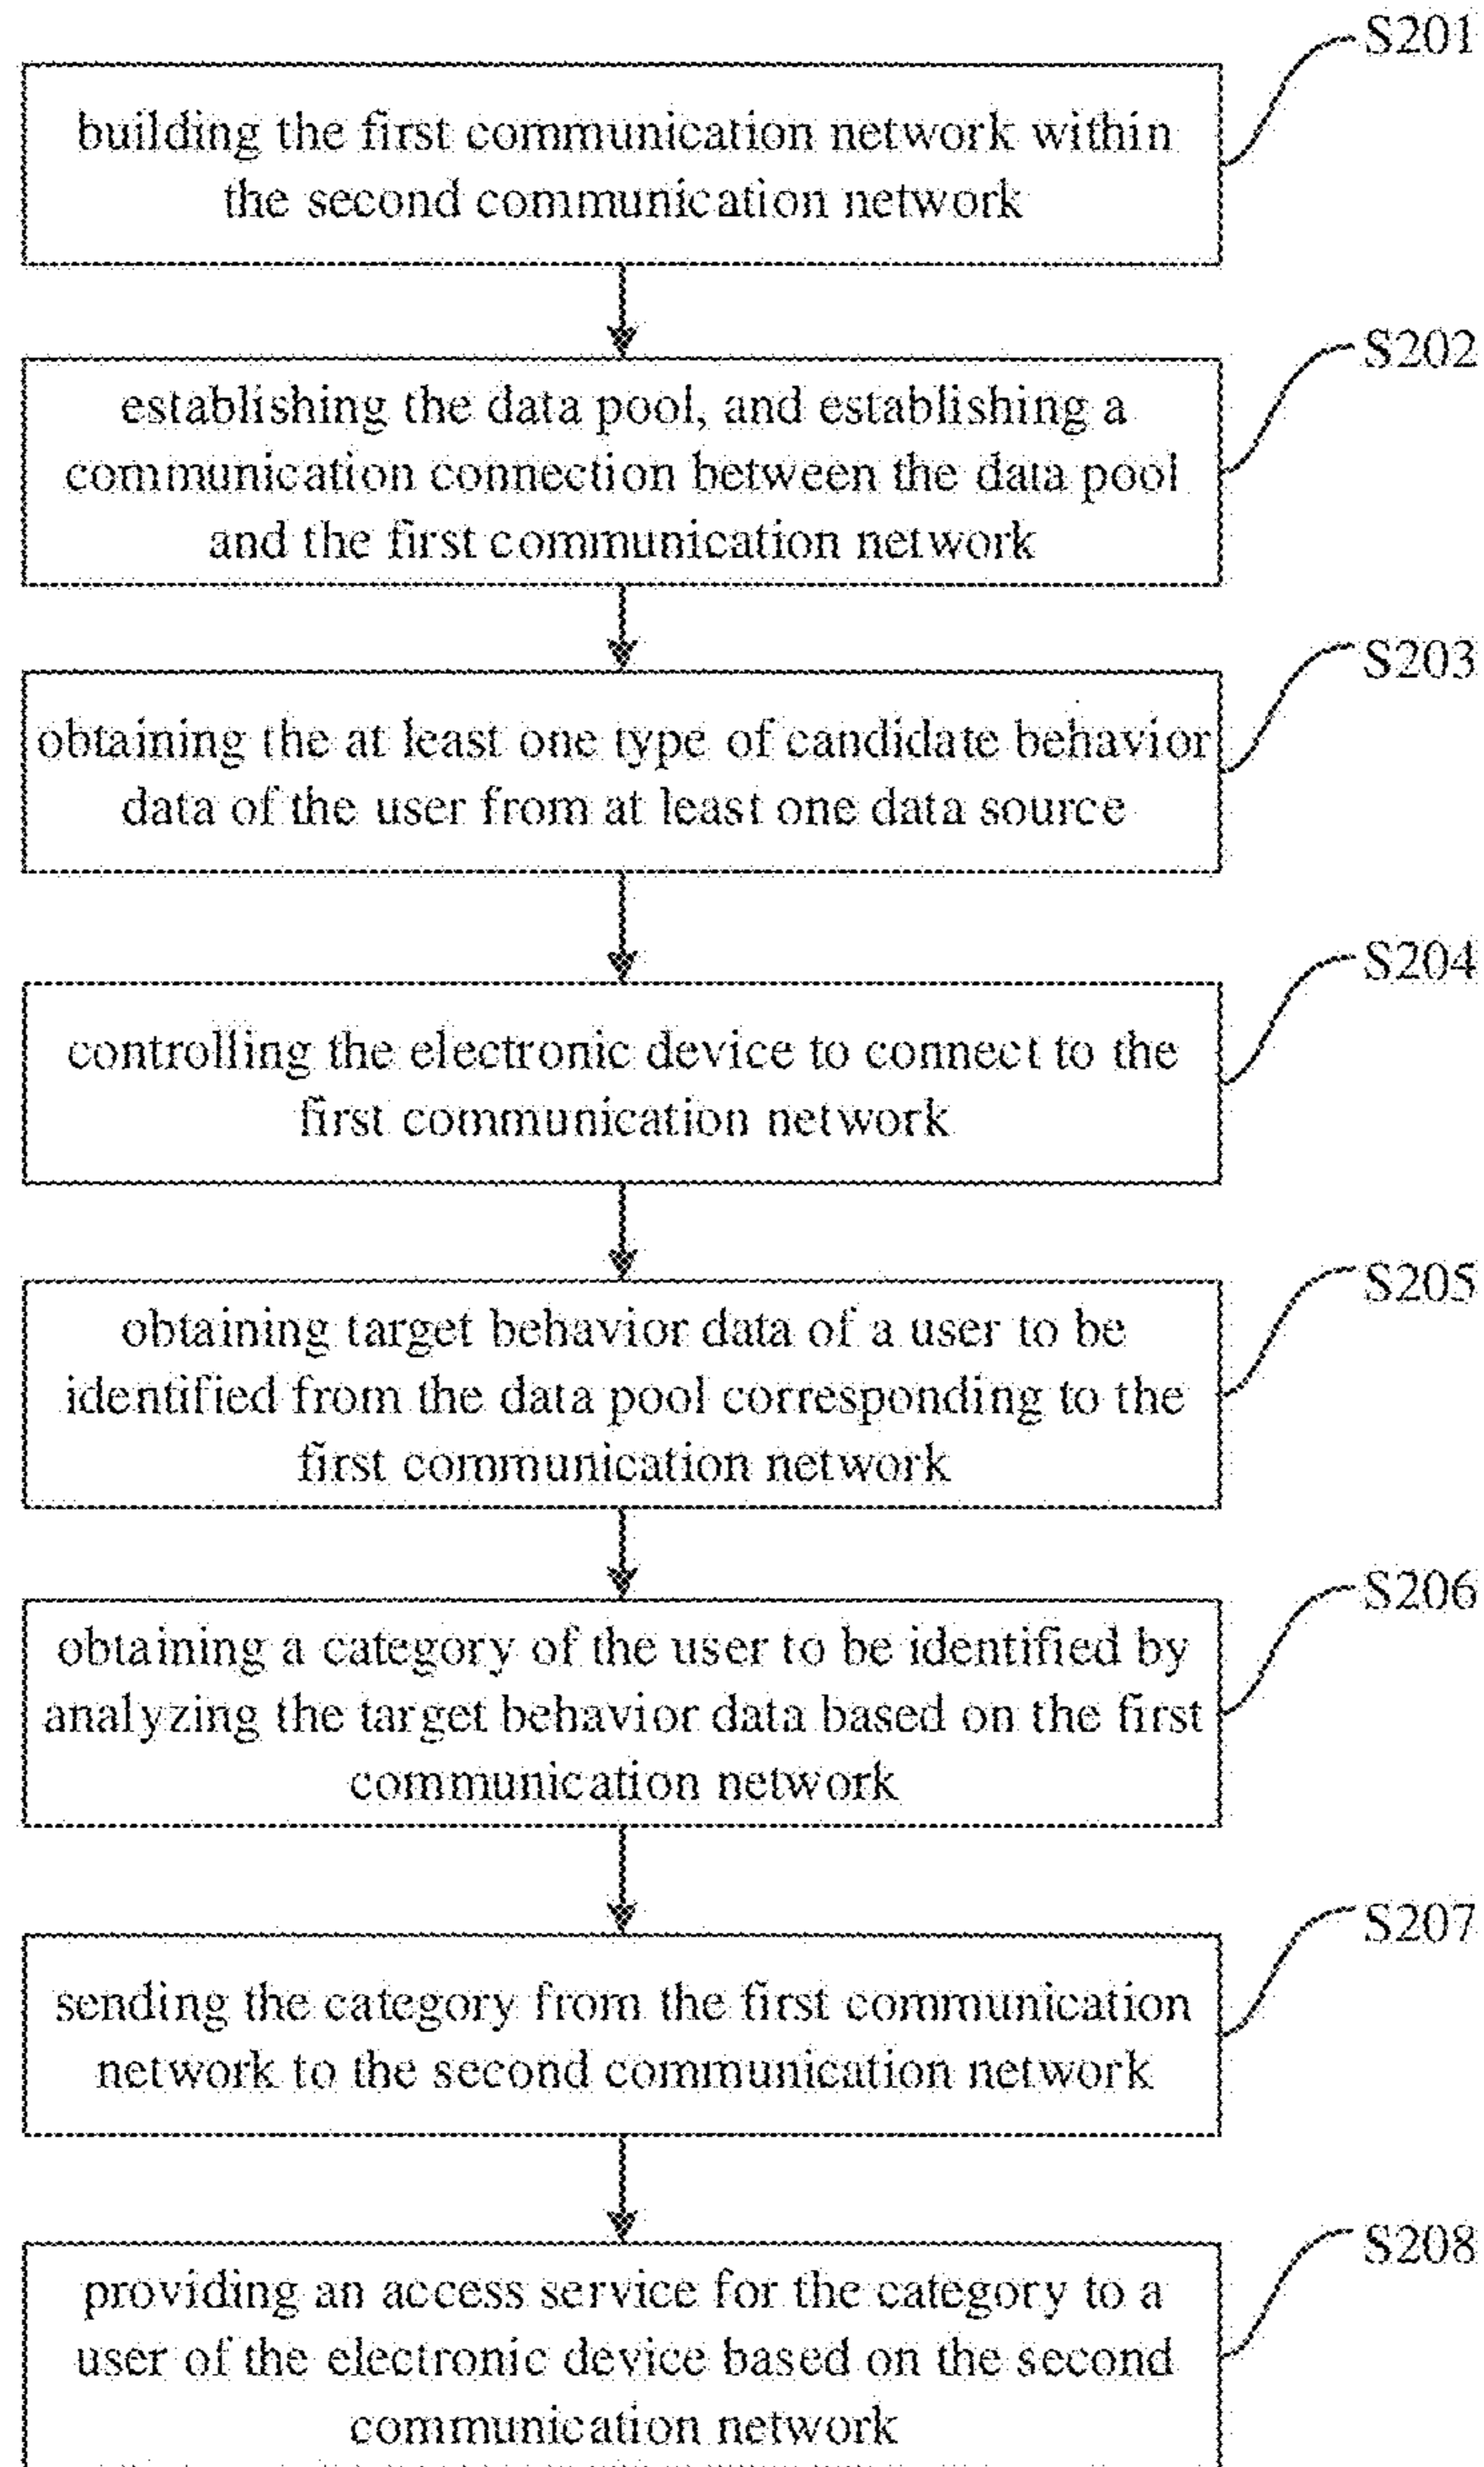 S201
building the first communication network within
the second communication network
S202
establishing the data pool, and establishing a
communication connection between the data pool
and the first communication network
S203
obtaining the at least one type of candidate behavior
data of the user from at least one data source
S204
controlling the electronic device to connect to the
first communication network
S205
obtaining target behavior data of a user to be
identified from the data pool corresponding to the
first communication network
S206
obtaining a category of the user to be identified by
analyzing the target behavior data based on the first
communication network
S207
sending the category from the first communication
network to the second communication network
S208
providing an access service for the category to a
user of the electronic device based on the second
communication network